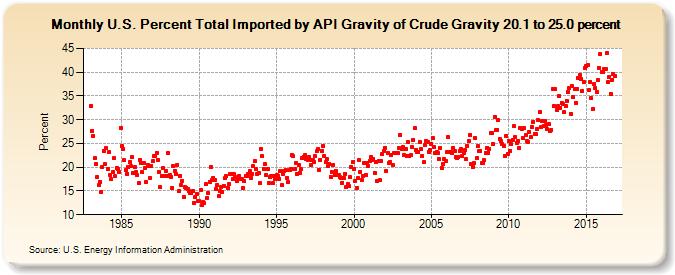 Monthly U.S. Percent Total Imported by API Gravity of Crude Gravity 20.1 to 25.0 percent
Percent
45
40
35
30
25
20
15
10
1985 1990 1995 2000 2005 2010 2015
Source: U.S. Energy Information Administration